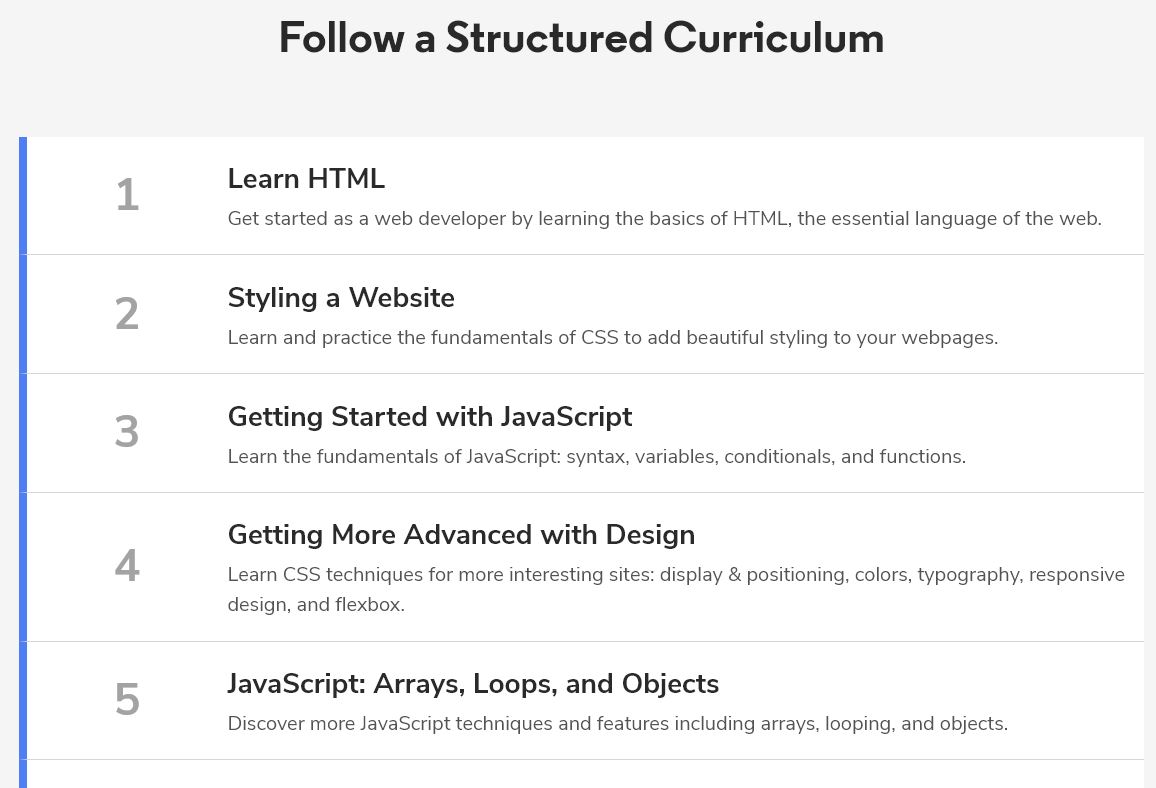 Follow a Structured Curriculum
1
Learn HTML
Get started as a web developer by learning the basics of HTML, the essential language of the web.
2
Styling a Website
Learn and practice the fundamentals of CSS to add beautiful styling to your webpages.
3
Getting Started with JavaScript
Learn the fundamentals of JavaScript: syntax, variables, conditionals, and functions.
4
Getting More Advanced with Design
Learn CSS techniques for more interesting sites: display & positioning, colors, typography, responsive
design, and flexbox.
5
JavaScript: Arrays, Loops, and Objects
Discover more JavaScript techniques and features including arrays, looping, and objects.